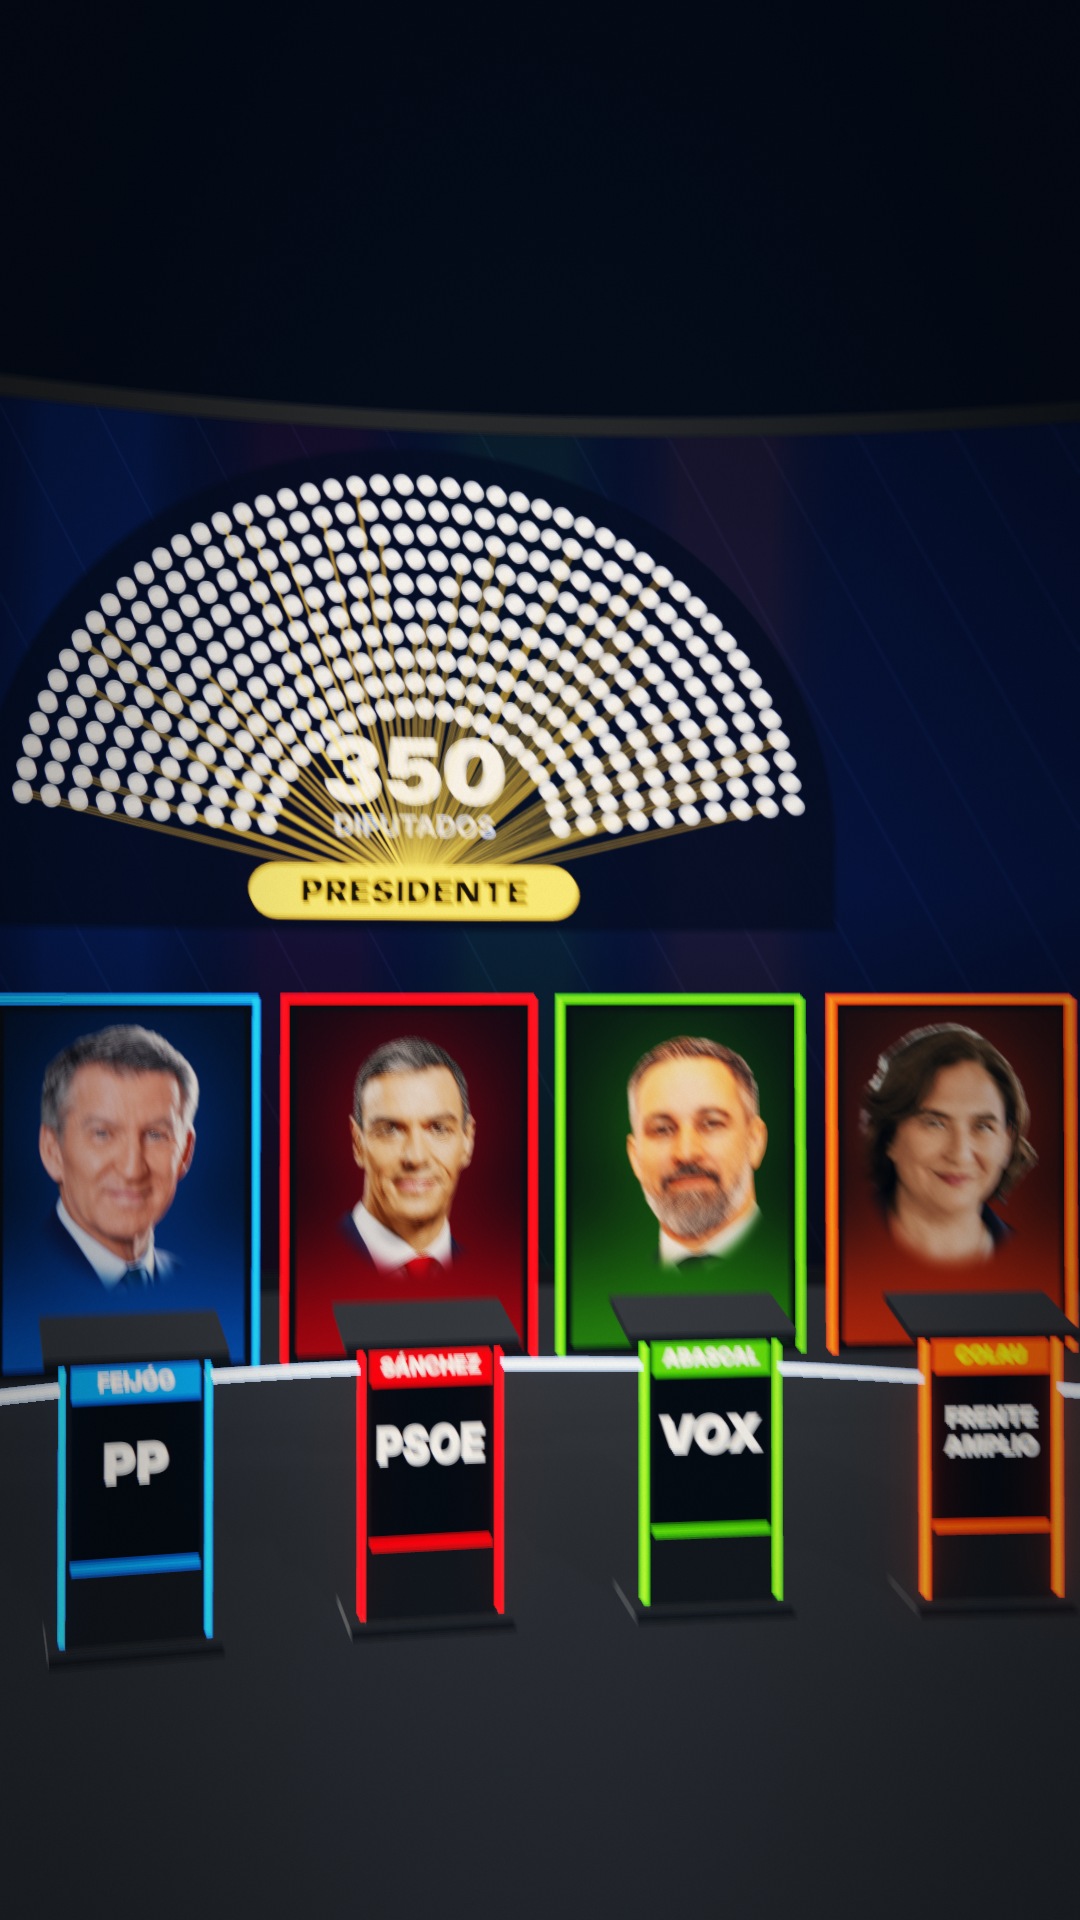 350
DIPUTADOS
PRESIDENTE
FEIJÓO
PP
SÁNCHEZ
PSOE
ABASCAL
VOX
COLAU
FRENTE
AMPLIO